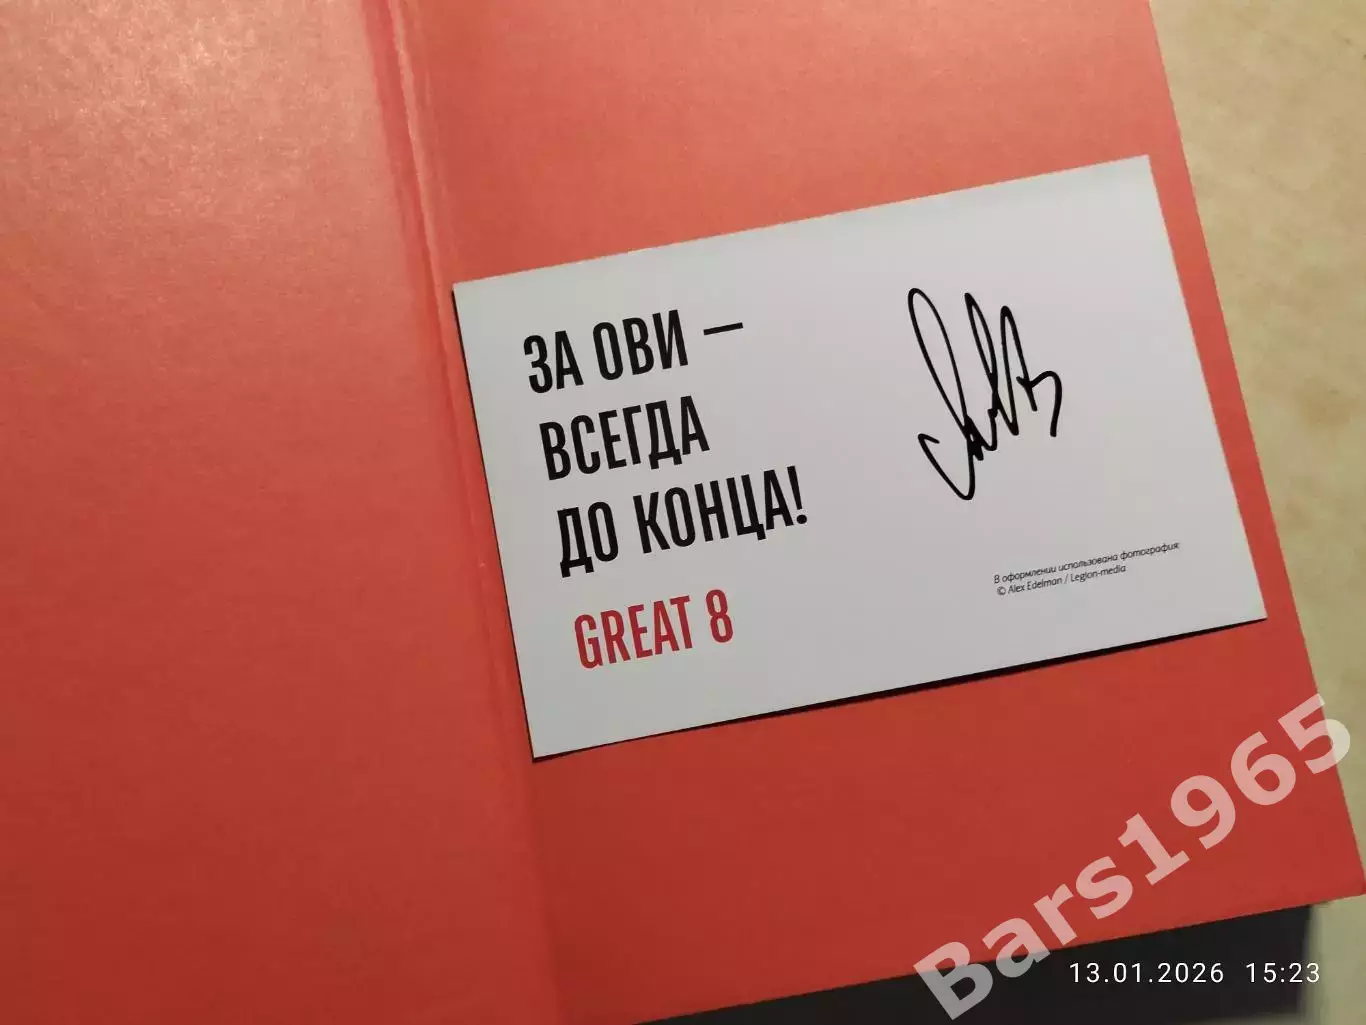 ЗА ОВИ —
ВСЕГДА
ДО КОНЦА!
GREAT 8
В оформлении использована фотография:
© Alex Edelman / Legion-media
Bars1965
13.01.2026 15:23